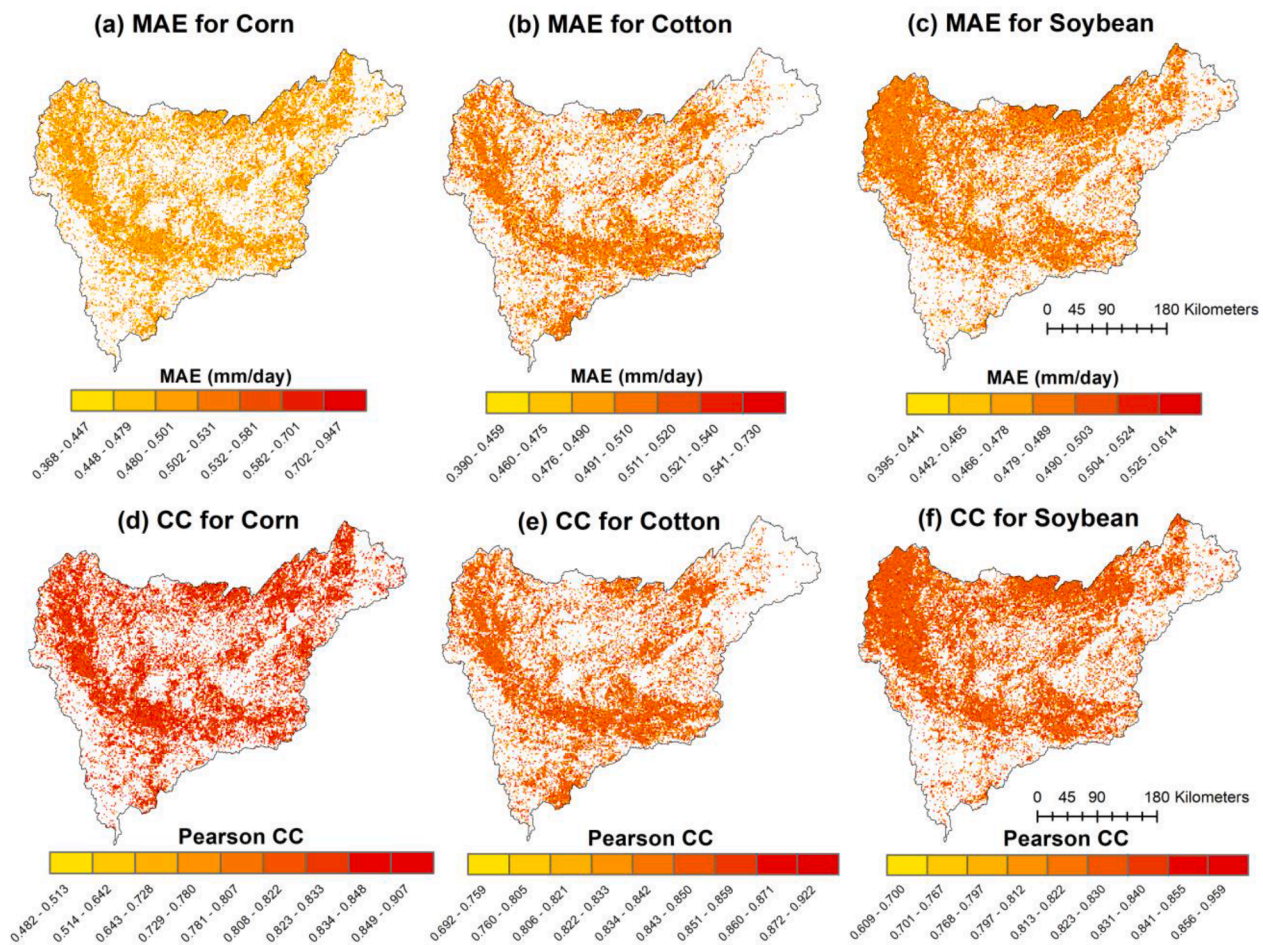 (a) MAE for Corn
(b) MAE for Cotton
(c) MAE for Soybean
0 45 90 180 Kilometers
MAE (mm/day)
MAE (mm/day)
MAE (mm/day)
0.368 - 0.447
0.448 - 0.479
0.480 - 0.501
0.502 - 0.531
0.532 - 0.581
0.582 - 0.701
0.702 - 0.947
0.390 - 0.459
0.460 - 0.475
0.476 - 0.490
0.491 - 0.510
0.511 - 0.520
0.521 - 0.540
0.541 - 0.730
0.395 - 0.441
0.442 - 0.465
0.466 - 0.478
0.479 - 0.489
0.490 - 0.503
0.504 - 0.524
0.525 - 0.614
(d) CC for Corn
(e) CC for Cotton
(f) CC for Soybean
0 45 90 180 Kilometers
Pearson CC
Pearson CC
Pearson CC
0.482 - 0.513
0.514 - 0.642
0.643 - 0.728
0.729 - 0.780
0.781 - 0.807
0.808 - 0.822
0.823 - 0.833
0.834 - 0.848
0.849 - 0.907
0.692 - 0.759
0.760 - 0.805
0.806 - 0.821
0.822 - 0.833
0.834 - 0.842
0.843 - 0.850
0.851 - 0.859
0.860 - 0.871
0.872 - 0.922
0.609 - 0.700
0.701 - 0.767
0.768 - 0.797
0.797 - 0.812
0.813 - 0.822
0.823 - 0.830
0.831 - 0.840
0.841 - 0.855
0.856 - 0.959